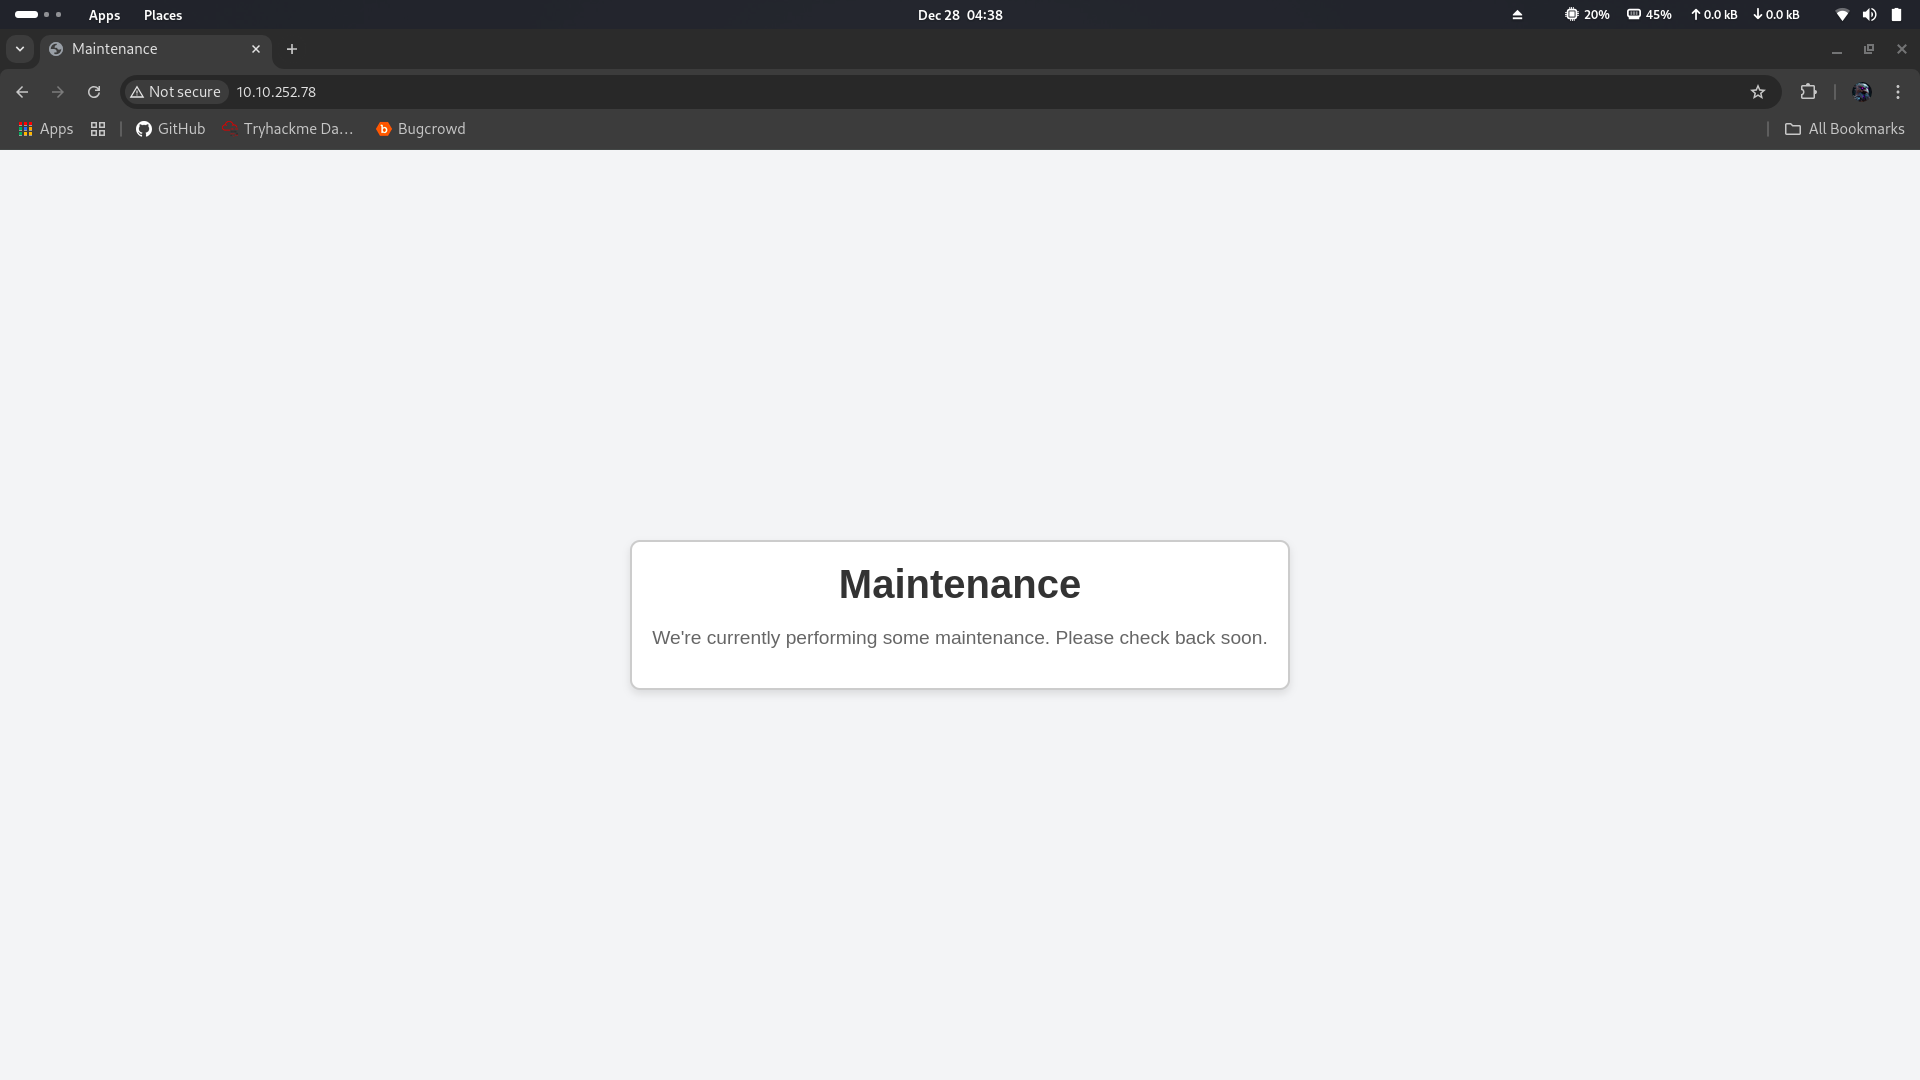 Apps Places Dec 28 04:38 20% 45% 0.0 kB 0.0 kB
Maintenance
Not secure 10.10.252.78
Apps GitHub Tryhackme Da... Bugcrowd All Bookmarks
Maintenance
We're currently performing some maintenance. Please check back soon.